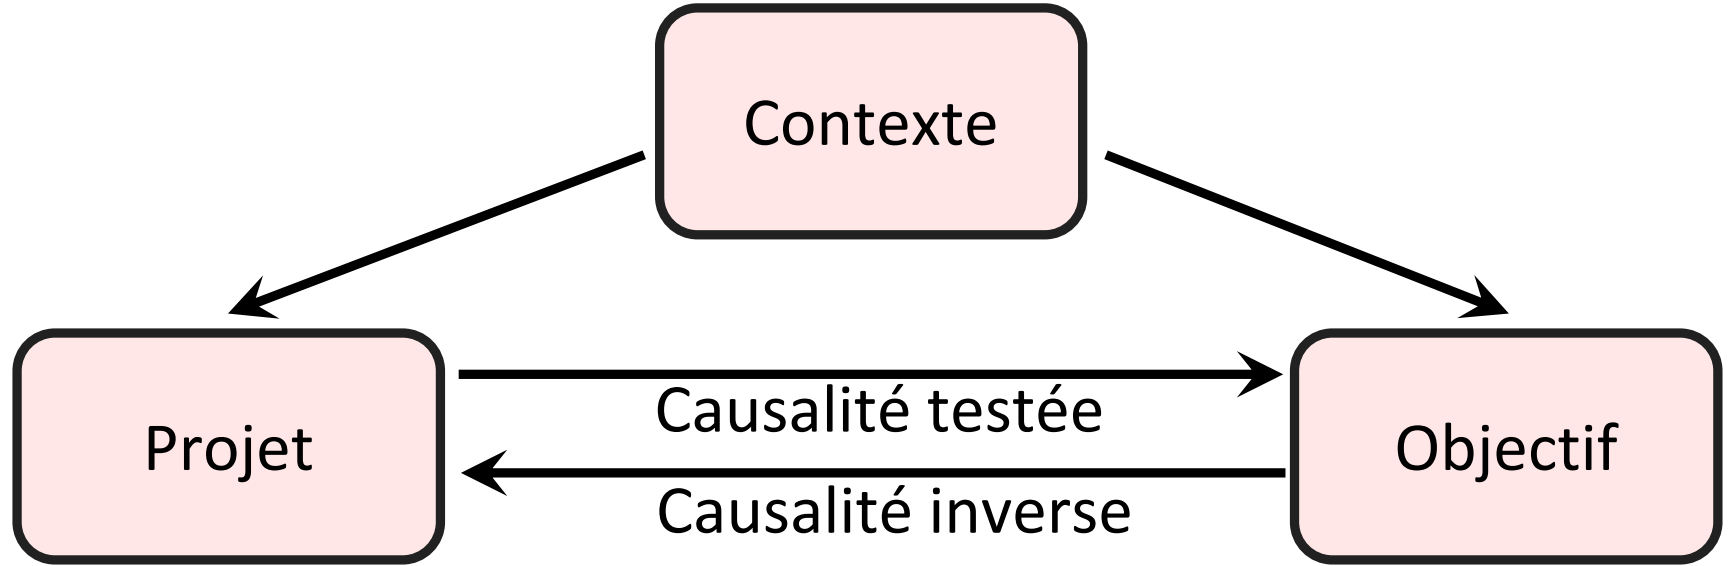 Contexte
Causalité testée
Projet
Objectif
Causalité inverse